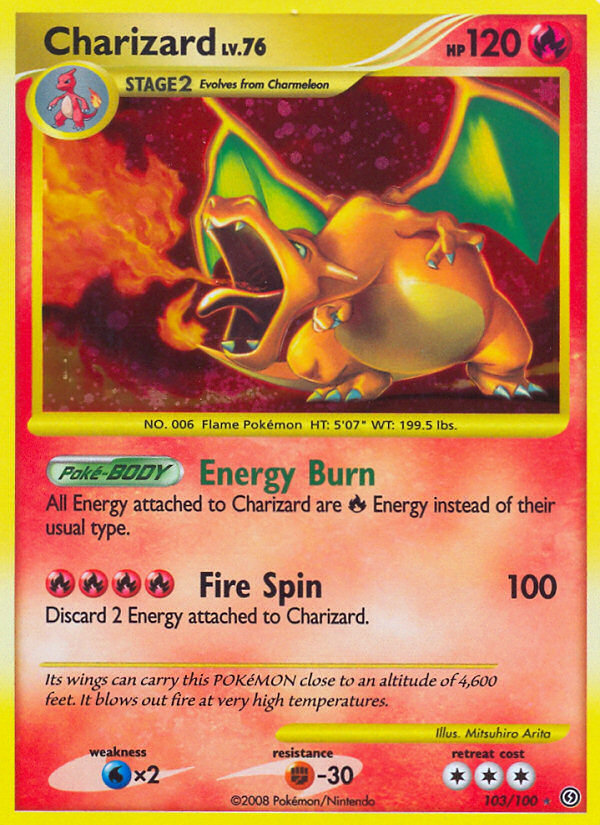 Charizard LV.76
HP 120
STAGE2 Evolves from Charmeleon
NO. 006 Flame Pokémon HT: 5'07" WT: 199.5 lbs.
Poké-BODY Energy Burn
All Energy attached to Charizard are Energy instead of their
usual type.
Fire Spin 100
Discard 2 Energy attached to Charizard.
Its wings can carry this POKéMON close to an altitude of 4,600
feet. It blows out fire at very high temperatures.
Illus. Mitsuhiro Arita
weakness resistance retreat cost
×2 -30
©2008 Pokémon/Nintendo 103/100 ★